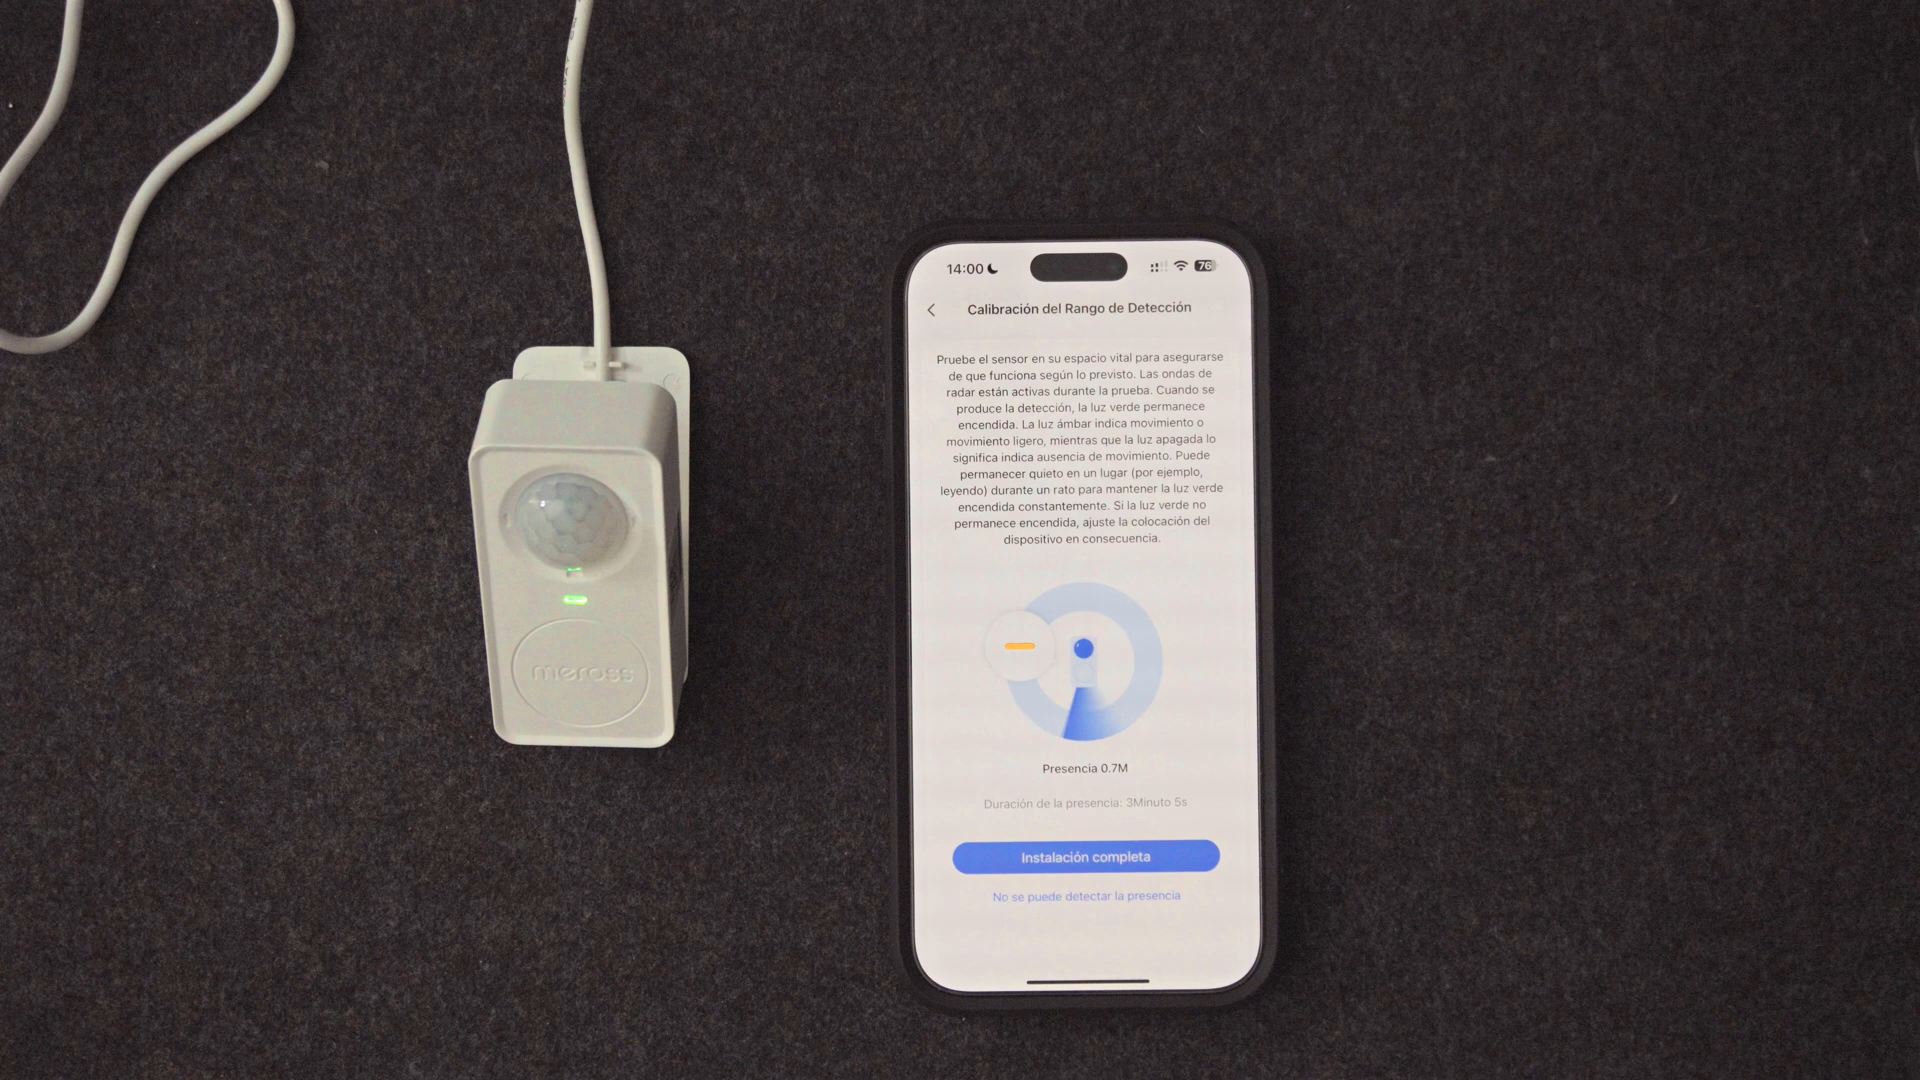 meross
14:00
76
Calibración del Rango de Detección
Pruebe el sensor en su espacio vital para asegurarse
de que funciona según lo previsto. Las ondas de
radar están activas durante la prueba. Cuando se
produce la detección, la luz verde permanece
encendida. La luz ámbar indica movimiento o
movimiento ligero, mientras que la luz apagada lo
significa indica ausencia de movimiento. Puede
permanecer quieto en un lugar (por ejemplo,
leyendo) durante un rato para mantener la luz verde
encendida constantemente. Si la luz verde no
permanece encendida, ajuste la colocación del
dispositivo en consecuencia.
Presencia 0.7M
Duración de la presencia: 3Minuto 5s
Instalación completa
No se puede detectar la presencia